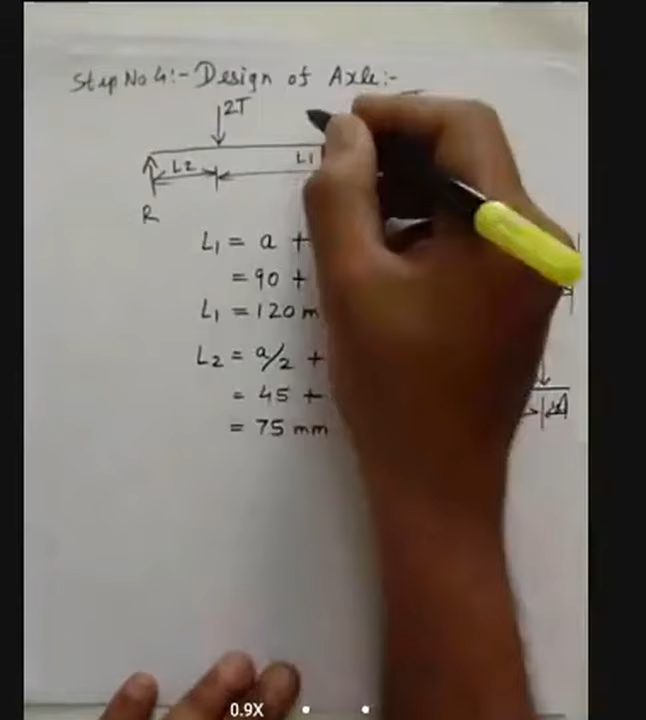 Step No 4:- Design of Axle:-
2T
L2
L1
R
L1 = a +
= 90 +
L1 = 120 m
L2 = a/2 +
= 45 +
= 75 mm
0.9X